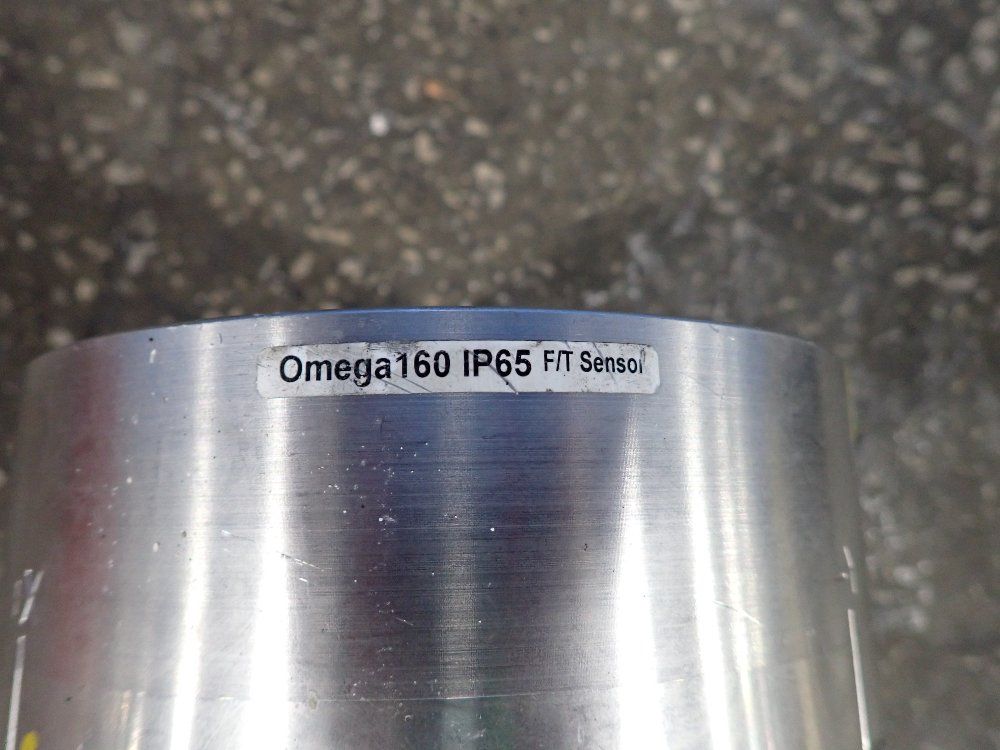 Omega160 IP65 F/T Sensor